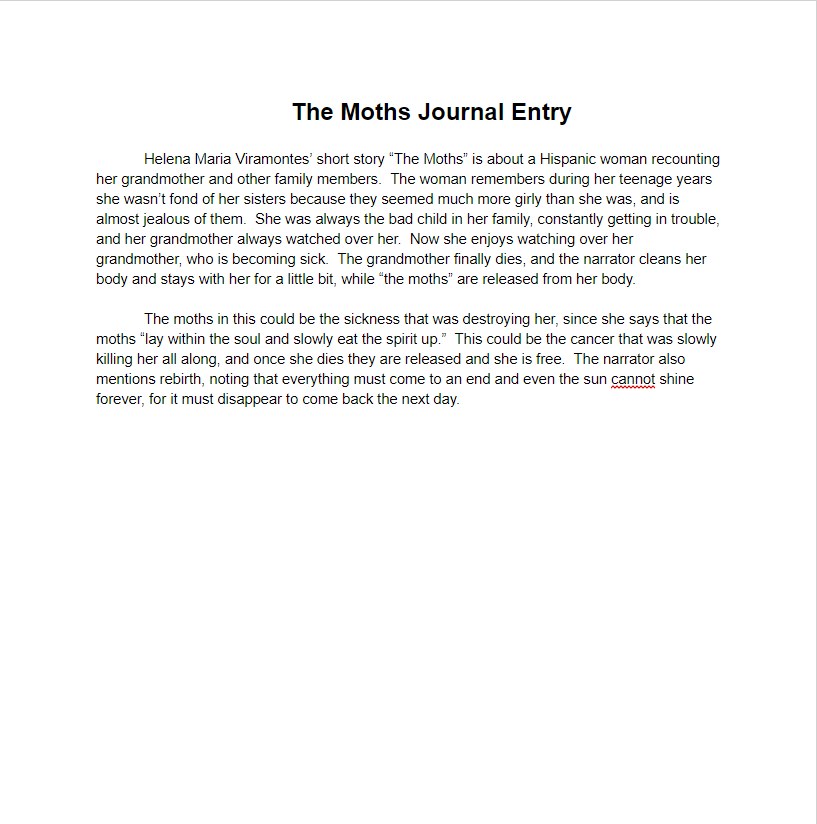 The Moths Journal Entry
Helena Maria Viramontes’ short story “The Moths” is about a Hispanic woman recounting
her grandmother and other family members.  The woman remembers during her teenage years
she wasn’t fond of her sisters because they seemed much more girly than she was, and is
almost jealous of them.  She was always the bad child in her family, constantly getting in trouble,
and her grandmother always watched over her.  Now she enjoys watching over her
grandmother, who is becoming sick.  The grandmother finally dies, and the narrator cleans her
body and stays with her for a little bit, while “the moths” are released from her body.
The moths in this could be the sickness that was destroying her, since she says that the
moths “lay within the soul and slowly eat the spirit up.”  This could be the cancer that was slowly
killing her all along, and once she dies they are released and she is free.  The narrator also
mentions rebirth, noting that everything must come to an end and even the sun cannot shine
forever, for it must disappear to come back the next day.